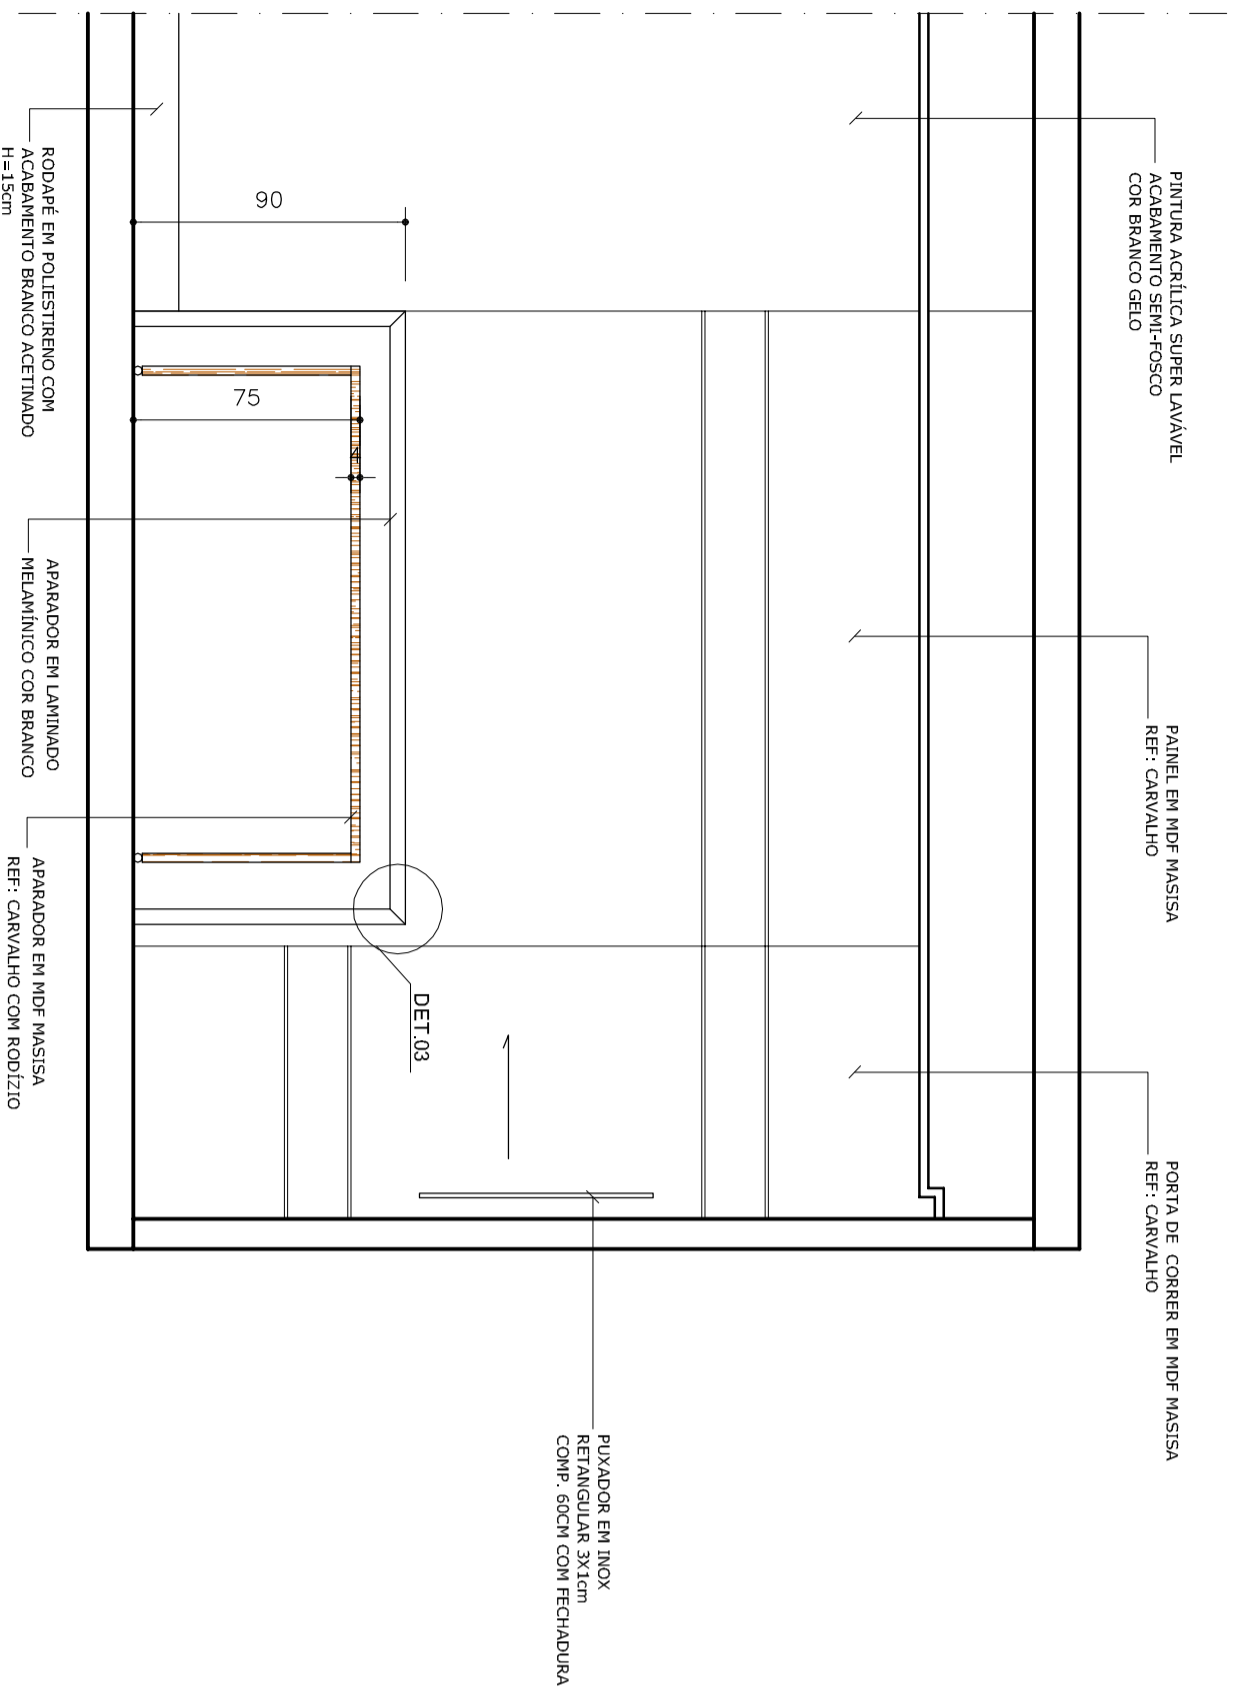 PINTURA ACRÍLICA SUPER LAVÁVEL
ACABAMENTO SEMI-FOSCO
COR BRANCO GELO
PAINEL EM MDF MASISA
REF: CARVALHO
PORTA DE CORRER EM MDF MASISA
REF: CARVALHO
PUXADOR EM INOX
RETANGULAR 3X1cm
COMP. 60CM COM FECHADURA
DET.03
90
75
4
RODAPÉ EM POLIESTIRENO COM
ACABAMENTO BRANCO ACETINADO
H=15cm
APARADOR EM LAMINADO
MELAMÍNICO COR BRANCO
APARADOR EM MDF MASISA
REF: CARVALHO COM RODÍZIO